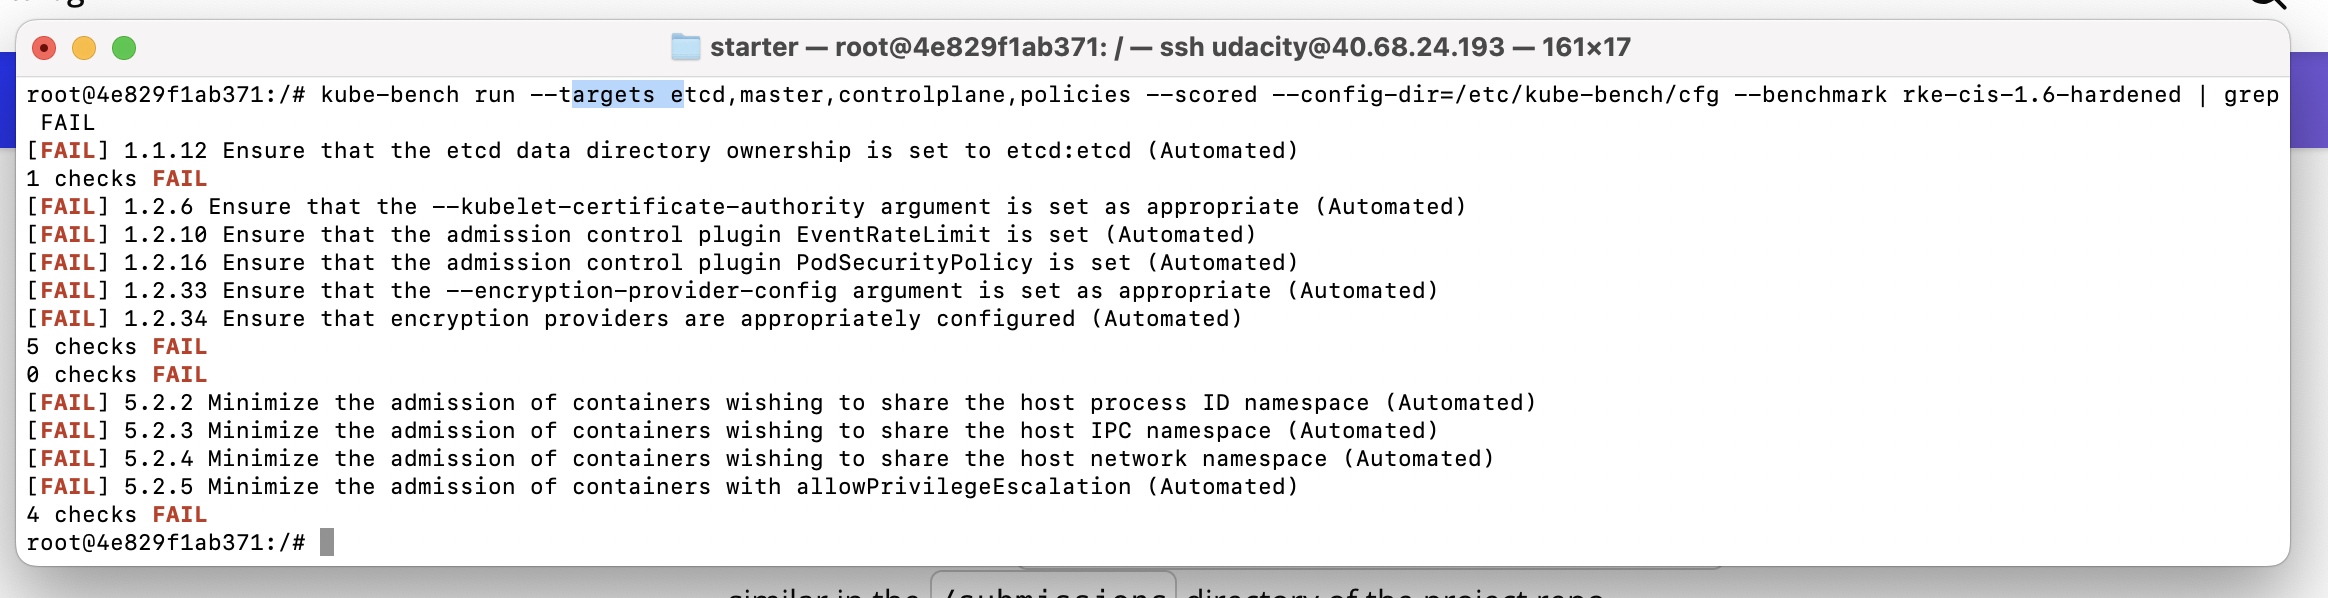 starter — root@4e829f1ab371: / — ssh udacity@40.68.24.193 — 161×17
root@4e829f1ab371:/# kube-bench run --targets etcd,master,controlplane,policies --scored --config-dir=/etc/kube-bench/cfg --benchmark rke-cis-1.6-hardened | grep
FAIL
[FAIL] 1.1.12 Ensure that the etcd data directory ownership is set to etcd:etcd (Automated)
1 checks FAIL
[FAIL] 1.2.6 Ensure that the --kubelet-certificate-authority argument is set as appropriate (Automated)
[FAIL] 1.2.10 Ensure that the admission control plugin EventRateLimit is set (Automated)
[FAIL] 1.2.16 Ensure that the admission control plugin PodSecurityPolicy is set (Automated)
[FAIL] 1.2.33 Ensure that the --encryption-provider-config argument is set as appropriate (Automated)
[FAIL] 1.2.34 Ensure that encryption providers are appropriately configured (Automated)
5 checks FAIL
0 checks FAIL
[FAIL] 5.2.2 Minimize the admission of containers wishing to share the host process ID namespace (Automated)
[FAIL] 5.2.3 Minimize the admission of containers wishing to share the host IPC namespace (Automated)
[FAIL] 5.2.4 Minimize the admission of containers wishing to share the host network namespace (Automated)
[FAIL] 5.2.5 Minimize the admission of containers with allowPrivilegeEscalation (Automated)
4 checks FAIL
root@4e829f1ab371:/#
similar in the /submissions directory of the project repo